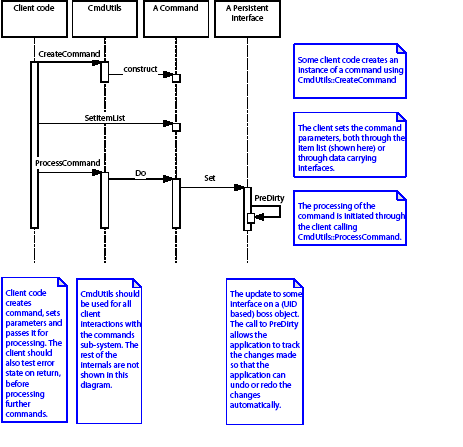 Client code
CmdUtils
A Command
A Persistent
Interface
CreateCommand
construct
Some client code creates an
instance of a command using
CmdUtils::CreateCommand
SetItemList
The client sets the command
parameters, both through the
item list (shown here) or
through data carrying
interfaces.
ProcessCommand
Do
Set
PreDirty
The processing of the
command is initiated through
the client calling
CmdUtils::ProcessCommand.
Client code
creates
command, sets
parameters and
passes it for
processing. The
client should
also test error
state on return,
before
processing
further
commands.
CmdUtils should
be used for all
client
interactions with
the commands
sub-system. The
rest of the
internals are not
shown in this
diagram.
The update to some
interface on a (UID
based) boss object.
The call to PreDirty
allows the
application to track
the changes made
so that the
application can
undo or redo the
changes
automatically.